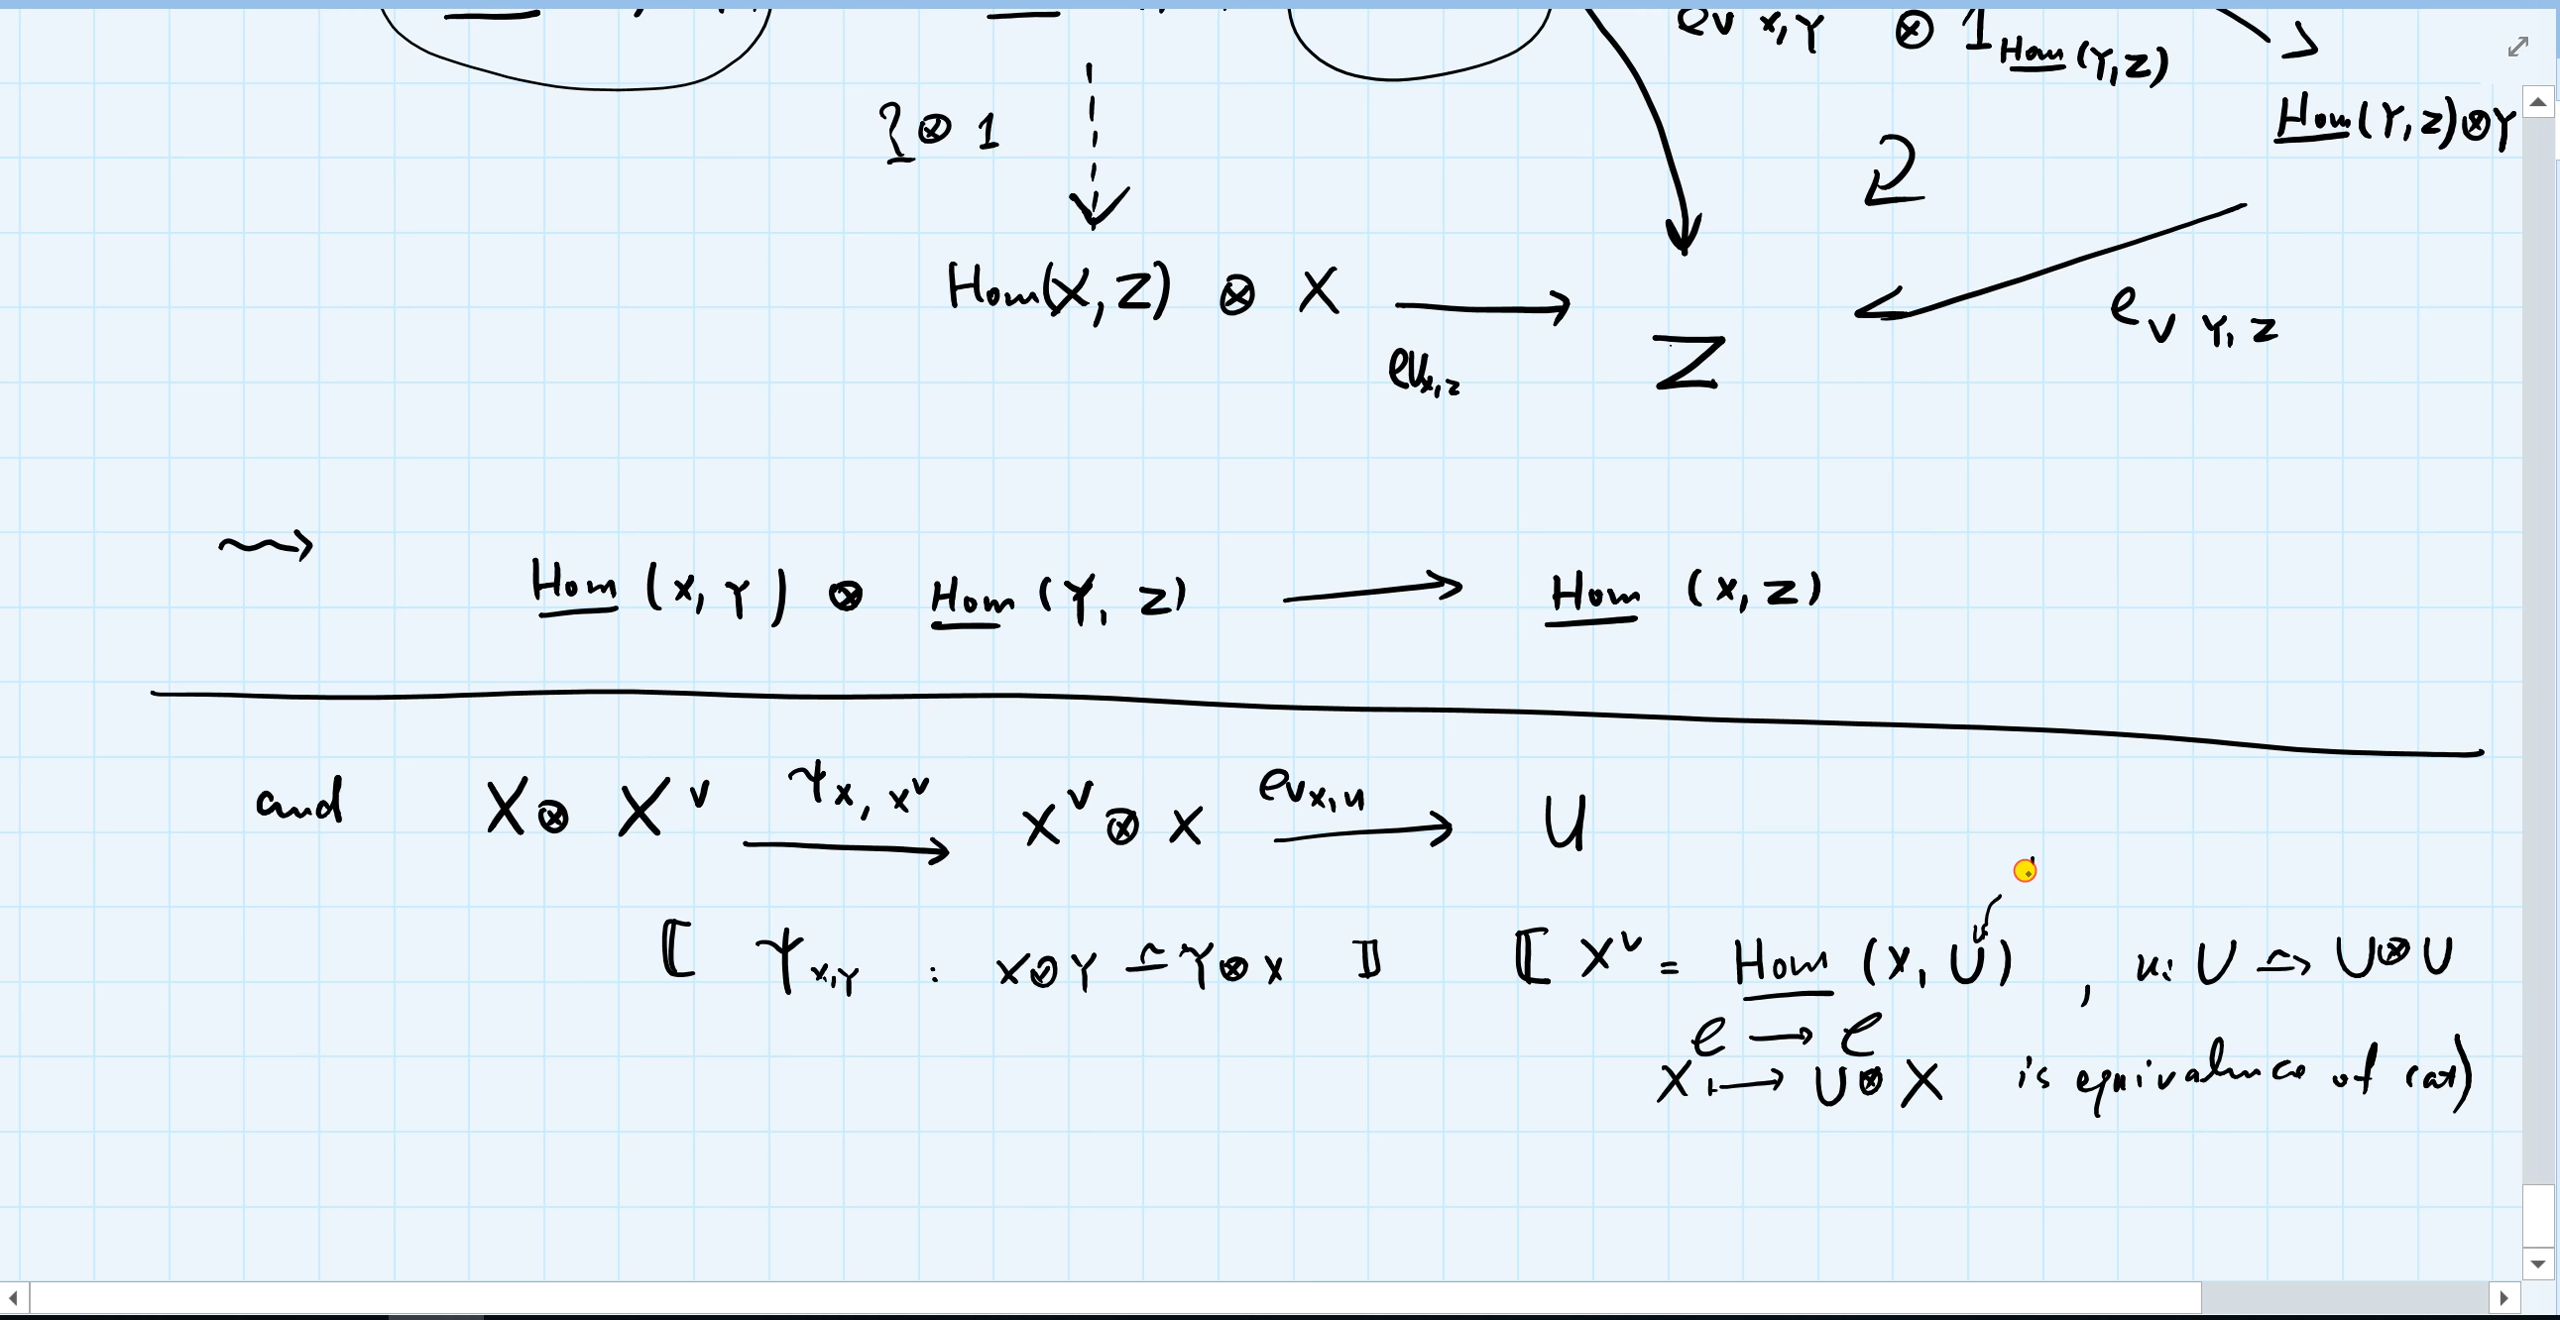 ev x,Y ⊗ 1 Hom (Y,Z)
Hom (Y,Z) ⊗ Y
⊗ 1
Hom(X,Z) ⊗ X ⟶ Z
ev x,z
ev Y,Z
⇝ Hom (X,Y) ⊗ Hom (Y,Z) ⟶ Hom (X,Z)
and X ⊗ X^∨ ⟶ X^∨ ⊗ X ⟶ U
ψ X, X^∨
ev x,u
⟦ ψ x,Y : X⊗Y ≃ Y⊗X ⟧ ⟦ X^∨ = Hom (X, U) , u: U ≃> U⊗U
e ⟶ e
X ⟼ U⊗X is equivalence of cat)